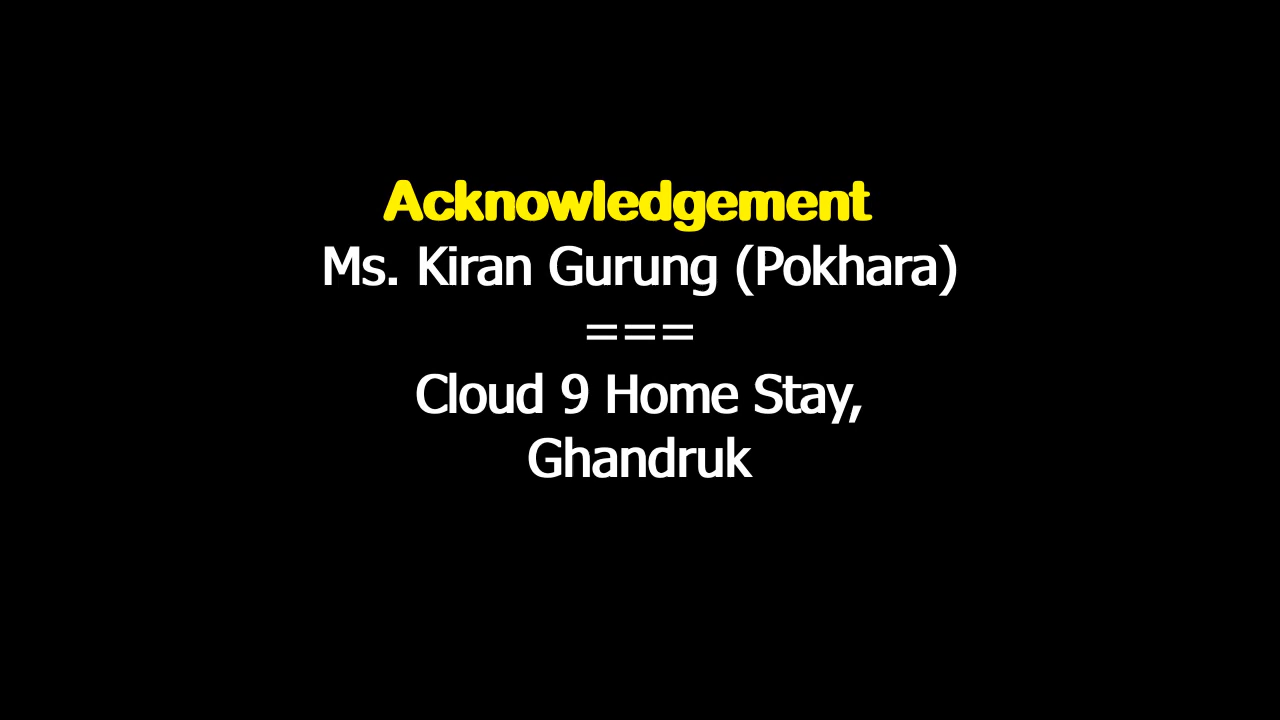 Acknowledgement
Ms. Kiran Gurung (Pokhara)
===
Cloud 9 Home Stay,
Ghandruk